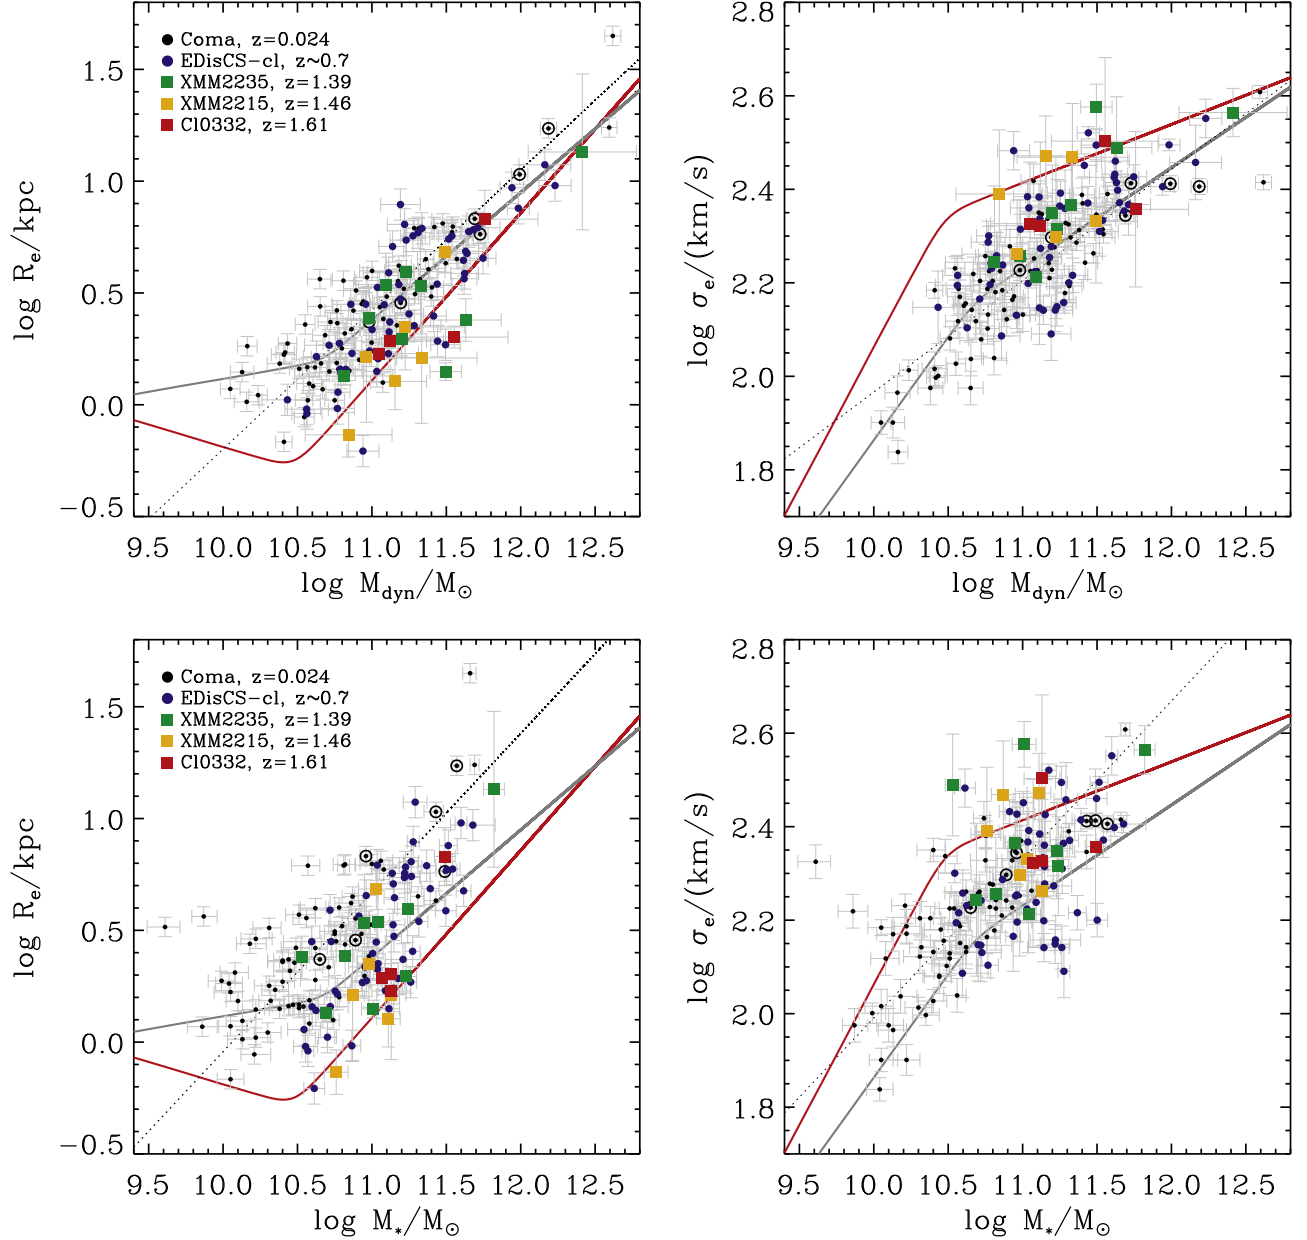 log Rₑ/kpc
1.5
1.0
0.5
0.0
−0.5
Coma, z=0.024
EDisCS-cl, z~0.7
XMM2235, z=1.39
XMM2215, z=1.46
Cl0332, z=1.61
9.5 10.0 10.5 11.0 11.5 12.0 12.5
log M_dyn/M⊙
log σₑ/(km/s)
2.8
2.6
2.4
2.2
2.0
1.8
9.5 10.0 10.5 11.0 11.5 12.0 12.5
log M_dyn/M⊙
log Rₑ/kpc
1.5
1.0
0.5
0.0
−0.5
Coma, z=0.024
EDisCS-cl, z~0.7
XMM2235, z=1.39
XMM2215, z=1.46
Cl0332, z=1.61
9.5 10.0 10.5 11.0 11.5 12.0 12.5
log M_*/M⊙
log σₑ/(km/s)
2.8
2.6
2.4
2.2
2.0
1.8
9.5 10.0 10.5 11.0 11.5 12.0 12.5
log M_*/M⊙